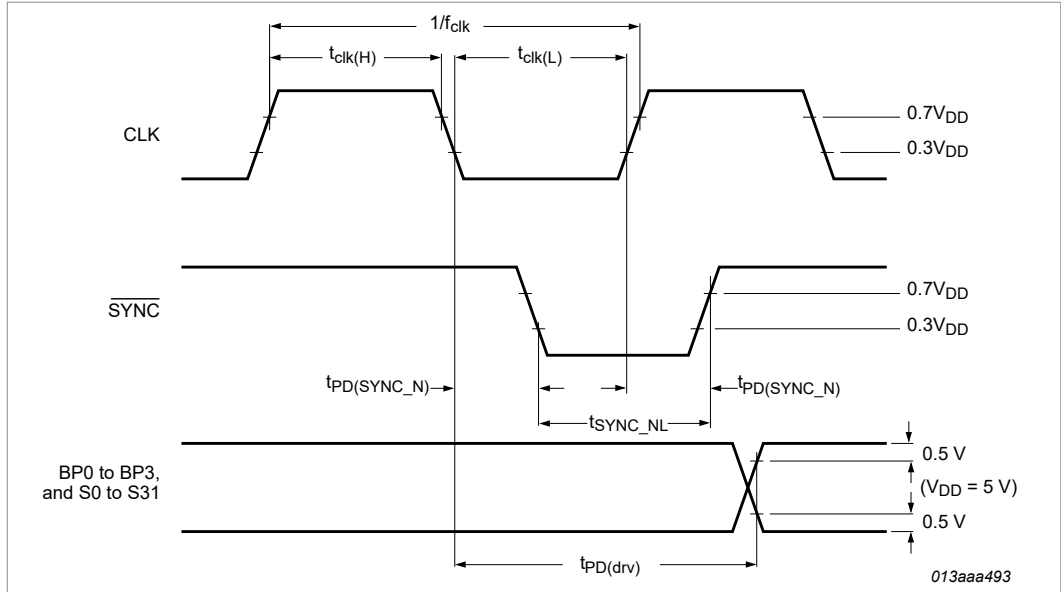 1/fclk
tclk(H)
tclk(L)
CLK
0.7VDD
0.3VDD
SYNC
0.7VDD
0.3VDD
tPD(SYNC_N)
tPD(SYNC_N)
tSYNC_NL
BP0 to BP3,
and S0 to S31
0.5 V
(VDD = 5 V)
0.5 V
tPD(drv)
013aaa493